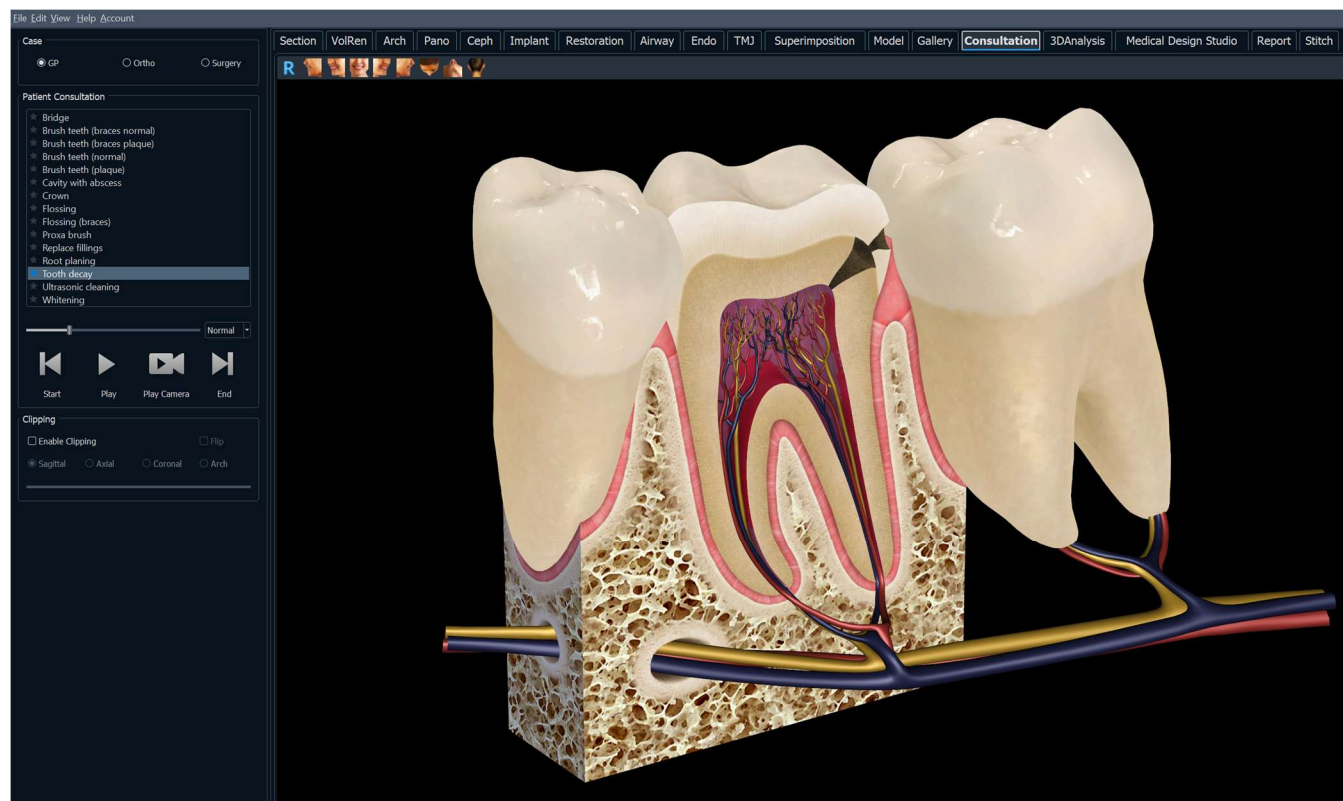 File Edit View Help Account
Case
GP Ortho Surgery
Patient Consultation
Bridge
Brush teeth (braces normal)
Brush teeth (braces plaque)
Brush teeth (normal)
Brush teeth (plaque)
Cavity with abscess
Crown
Flossing
Flossing (braces)
Proxa brush
Replace fillings
Root planing
Tooth decay
Ultrasonic cleaning
Whitening
Normal
Start Play Play Camera End
Clipping
Enable Clipping Flip
Sagittal Axial Coronal Arch
Section VolRen Arch Pano Ceph Implant Restoration Airway Endo TMJ Superimposition Model Gallery Consultation 3DAnalysis Medical Design Studio Report Stitch
R